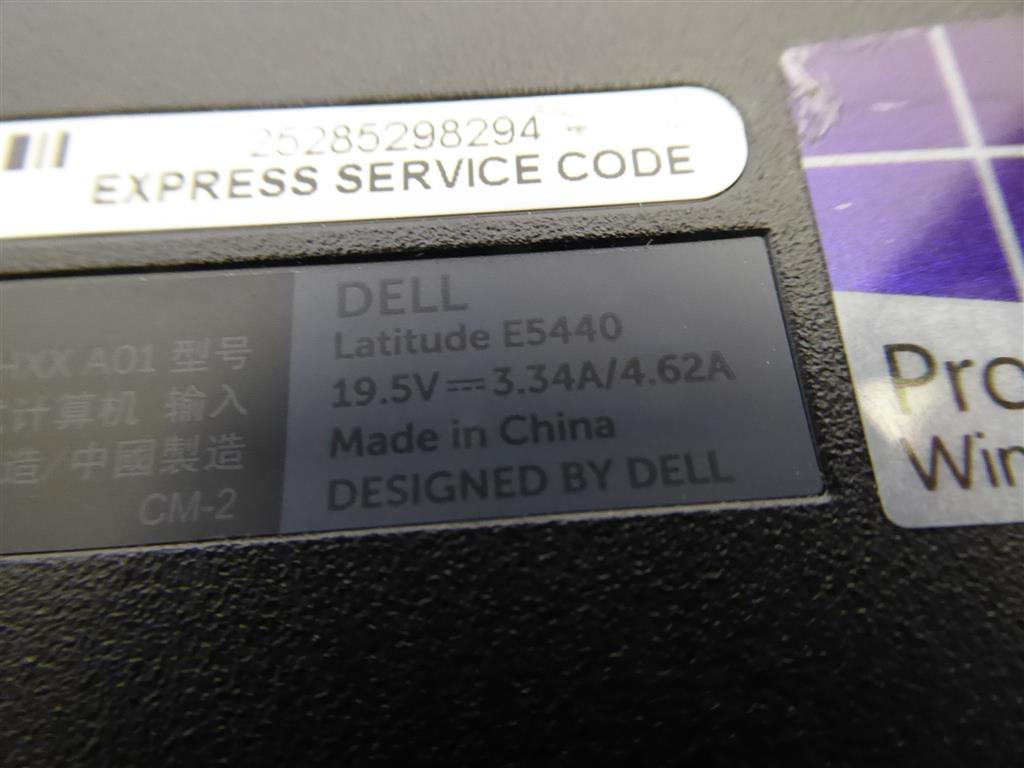 25285298294
EXPRESS SERVICE CODE
DELL
Latitude E5440
19.5V⎓3.34A/4.62A
Made in China
DESIGNED BY DELL
A01 型号
计算机 输入
造/中國製造
CM-2
Pro
Win